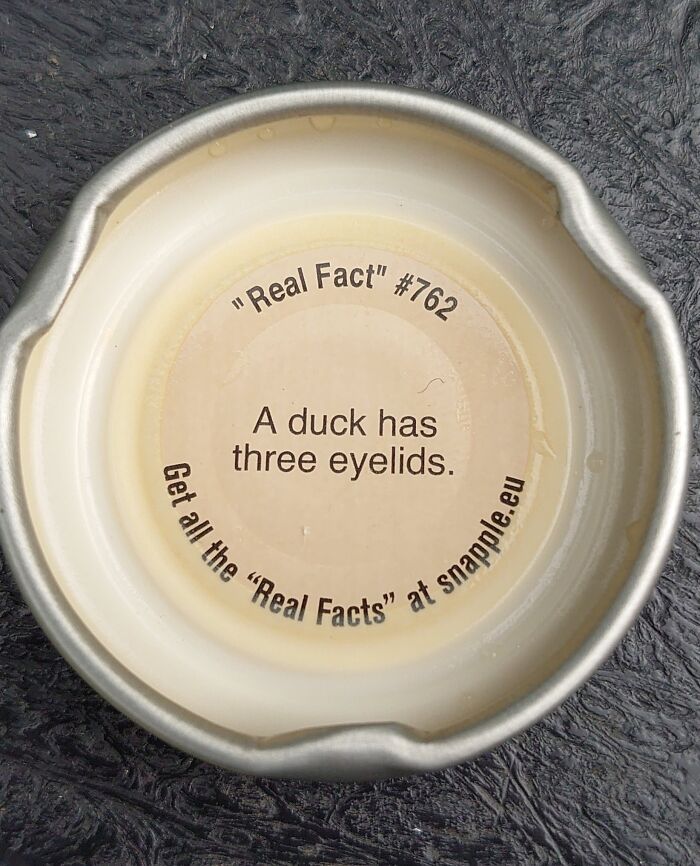 "Real Fact" #762
A duck has
three eyelids.
Get all the “Real Facts” at snapple.eu